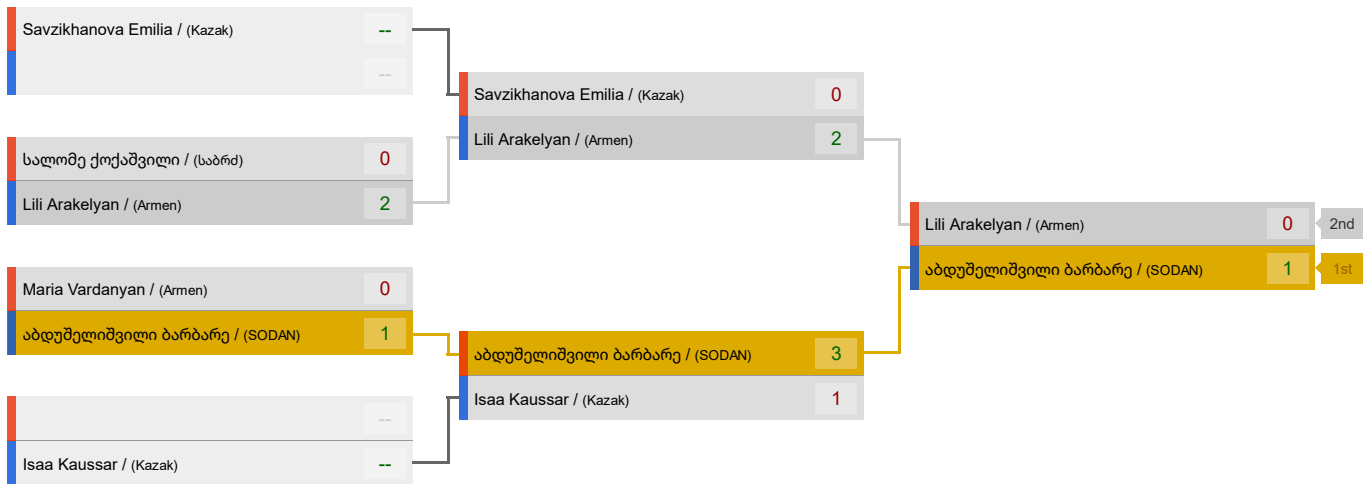 Savzikhanova Emilia / (Kazak) --
--
სალომე ქოქაშვილი / (საბრძ) 0
Lili Arakelyan / (Armen) 2
Maria Vardanyan / (Armen) 0
აბდუშელიშვილი ბარბარე / (SODAN) 1
--
Isaa Kaussar / (Kazak) --
Savzikhanova Emilia / (Kazak) 0
Lili Arakelyan / (Armen) 2
აბდუშელიშვილი ბარბარე / (SODAN) 3
Isaa Kaussar / (Kazak) 1
Lili Arakelyan / (Armen) 0 2nd
აბდუშელიშვილი ბარბარე / (SODAN) 1 1st